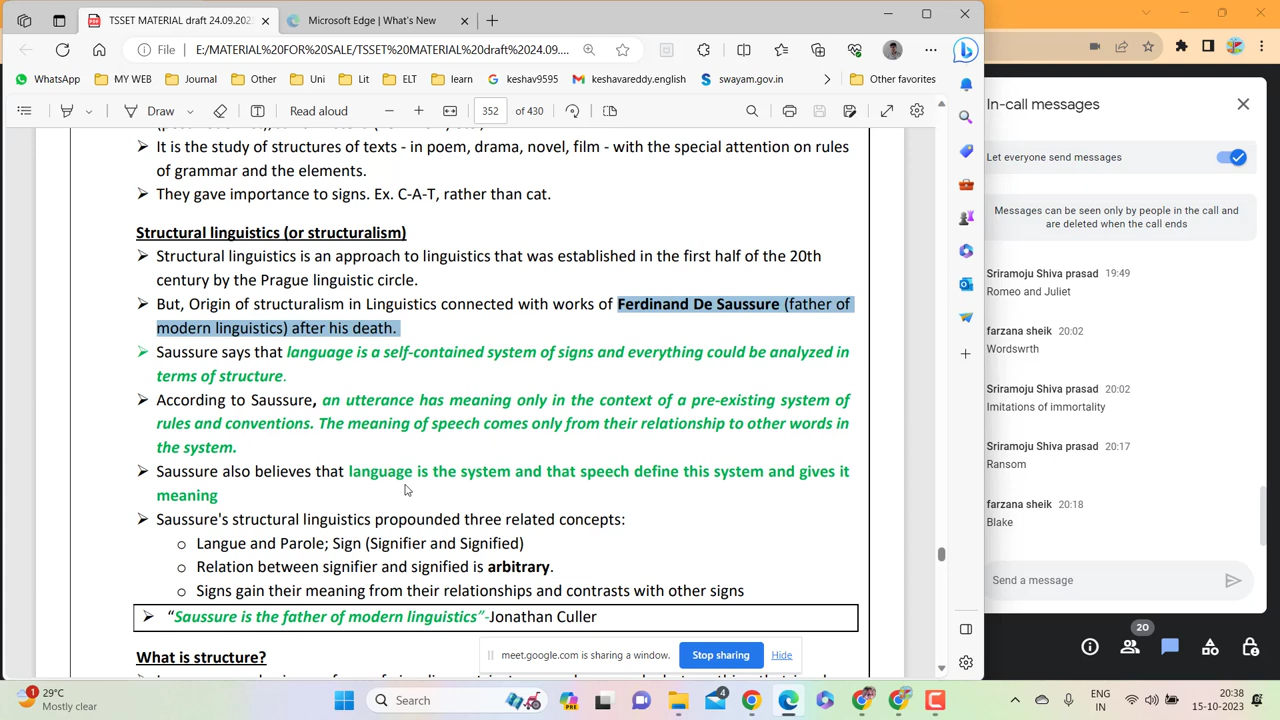 TSSET MATERIAL draft 24.09.202
Microsoft Edge | What's New
File
E:/MATERIAL%20FOR%20SALE/TSSET%20MATERIAL%20draft%2024.09....
WhatsApp
MY WEB
Journal
Other
Uni
Lit
ELT
learn
keshav9595
keshavareddy.english
swayam.gov.in
Other favorites
Draw
Read aloud
352
of 430
➢ It is the study of structures of texts - in poem, drama, novel, film - with the special attention on rules
of grammar and the elements.
➢ They gave importance to signs. Ex. C-A-T, rather than cat.
Structural linguistics (or structuralism)
➢ Structural linguistics is an approach to linguistics that was established in the first half of the 20th
century by the Prague linguistic circle.
➢ But, Origin of structuralism in Linguistics connected with works of Ferdinand De Saussure (father of
modern linguistics) after his death.
➢ Saussure says that language is a self-contained system of signs and everything could be analyzed in
terms of structure.
➢ According to Saussure, an utterance has meaning only in the context of a pre-existing system of
rules and conventions. The meaning of speech comes only from their relationship to other words in
the system.
➢ Saussure also believes that language is the system and that speech define this system and gives it
meaning
➢ Saussure's structural linguistics propounded three related concepts:
o Langue and Parole; Sign (Signifier and Signified)
o Relation between signifier and signified is arbitrary.
o Signs gain their meaning from their relationships and contrasts with other signs
➢ “Saussure is the father of modern linguistics”-Jonathan Culler
What is structure?
meet.google.com is sharing a window.
Stop sharing
Hide
In-call messages
Let everyone send messages
Messages can be seen only by people in the call and
are deleted when the call ends
Sriramoju Shiva prasad 19:49
Romeo and Juliet
farzana sheik 20:02
Wordswrth
Sriramoju Shiva prasad 20:02
Imitations of immortality
Sriramoju Shiva prasad 20:17
Ransom
farzana sheik 20:18
Blake
Send a message
20
1
29°C
Mostly clear
Search
4
ENG
IN
20:38
15-10-2023